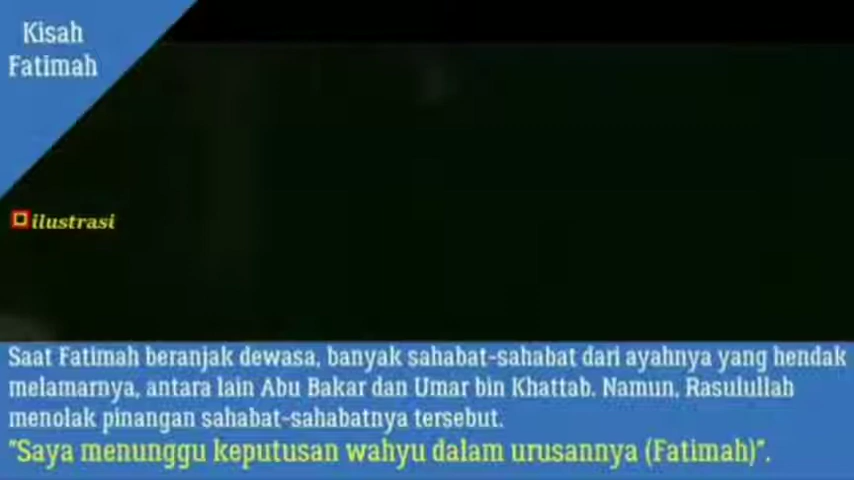 Kisah
Fatimah
ilustrasi
Saat Fatimah beranjak dewasa, banyak sahabat-sahabat dari ayahnya yang hendak
melamarnya, antara lain Abu Bakar dan Umar bin Khattab. Namun, Rasulullah
menolak pinangan sahabat-sahabatnya tersebut.
"Saya menunggu keputusan wahyu dalam urusannya (Fatimah)".